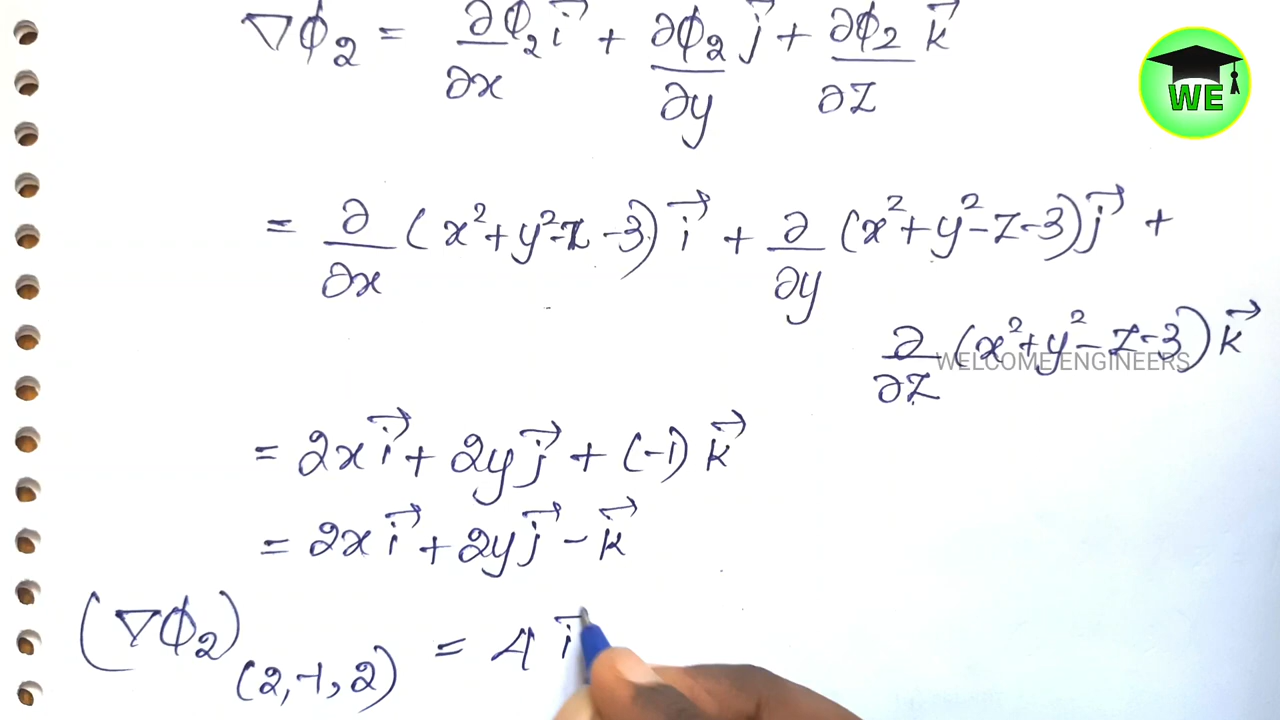 ∇ϕ₂ = ∂ϕ₂/∂x i⃗ + ∂ϕ₂/∂y j⃗ + ∂ϕ₂/∂z k⃗
WE
= ∂/∂x (x²+y²-z-3) i⃗ + ∂/∂y (x²+y²-z-3) j⃗ +
∂/∂z (x²+y²-z-3) k⃗
WELCOME ENGINEERS
= 2x i⃗ + 2y j⃗ + (-1) k⃗
= 2x i⃗ + 2y j⃗ - k⃗
(∇ϕ₂)(2,-1,2) = 4 i⃗